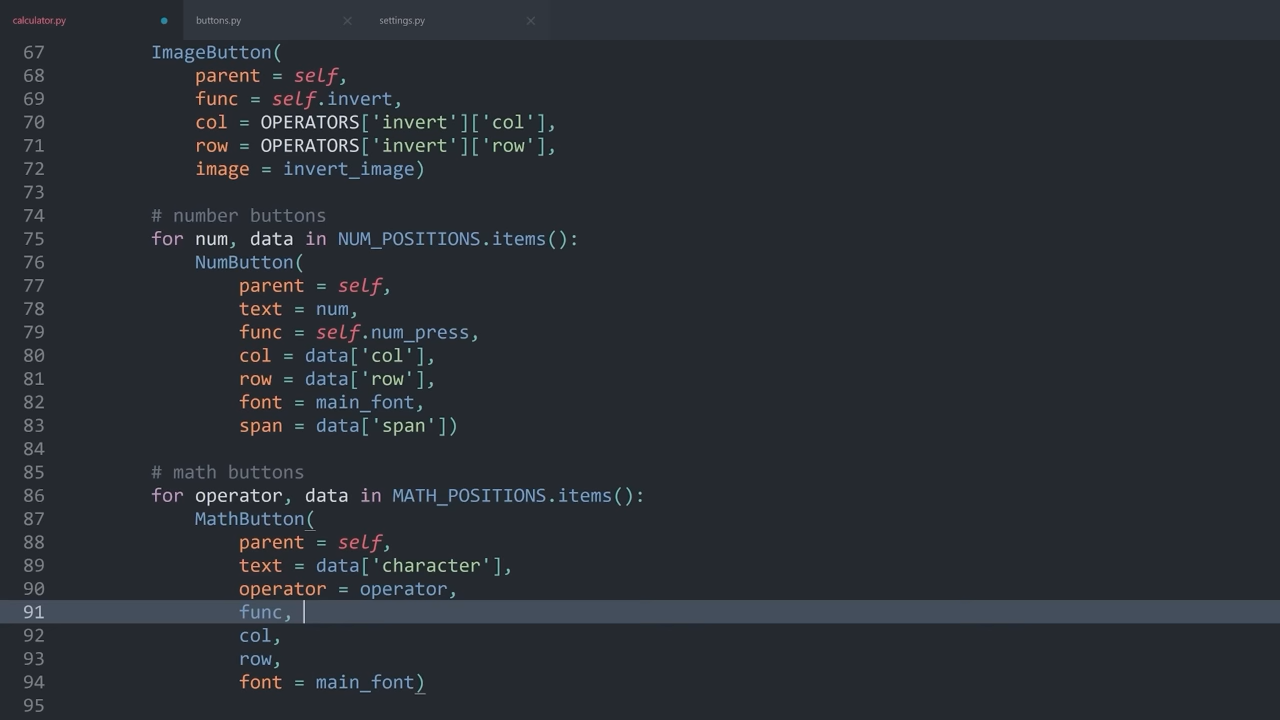 calculator.py buttons.py settings.py
67 ImageButton(
68 parent = self,
69 func = self.invert,
70 col = OPERATORS['invert']['col'],
71 row = OPERATORS['invert']['row'],
72 image = invert_image)
73
74 # number buttons
75 for num, data in NUM_POSITIONS.items():
76 NumButton(
77 parent = self,
78 text = num,
79 func = self.num_press,
80 col = data['col'],
81 row = data['row'],
82 font = main_font,
83 span = data['span'])
84
85 # math buttons
86 for operator, data in MATH_POSITIONS.items():
87 MathButton(
88 parent = self,
89 text = data['character'],
90 operator = operator,
91 func,
92 col,
93 row,
94 font = main_font)
95